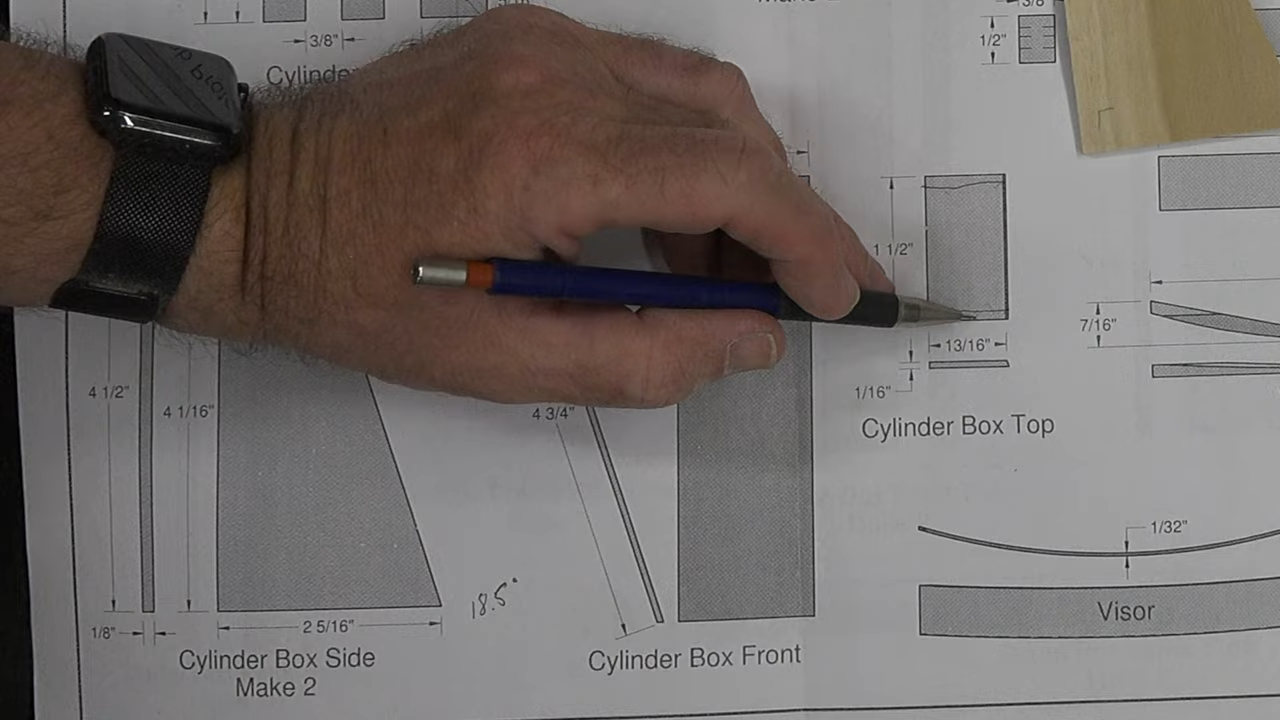 3/8"
3/8
1/2"
Cylinder
1 1/2"
13/16"
7/16"
1/16"
4 1/2"
4 1/16"
4 3/4"
Cylinder Box Top
1/32"
18.5°
Visor
1/8"
2 5/16"
Cylinder Box Side
Make 2
Cylinder Box Front